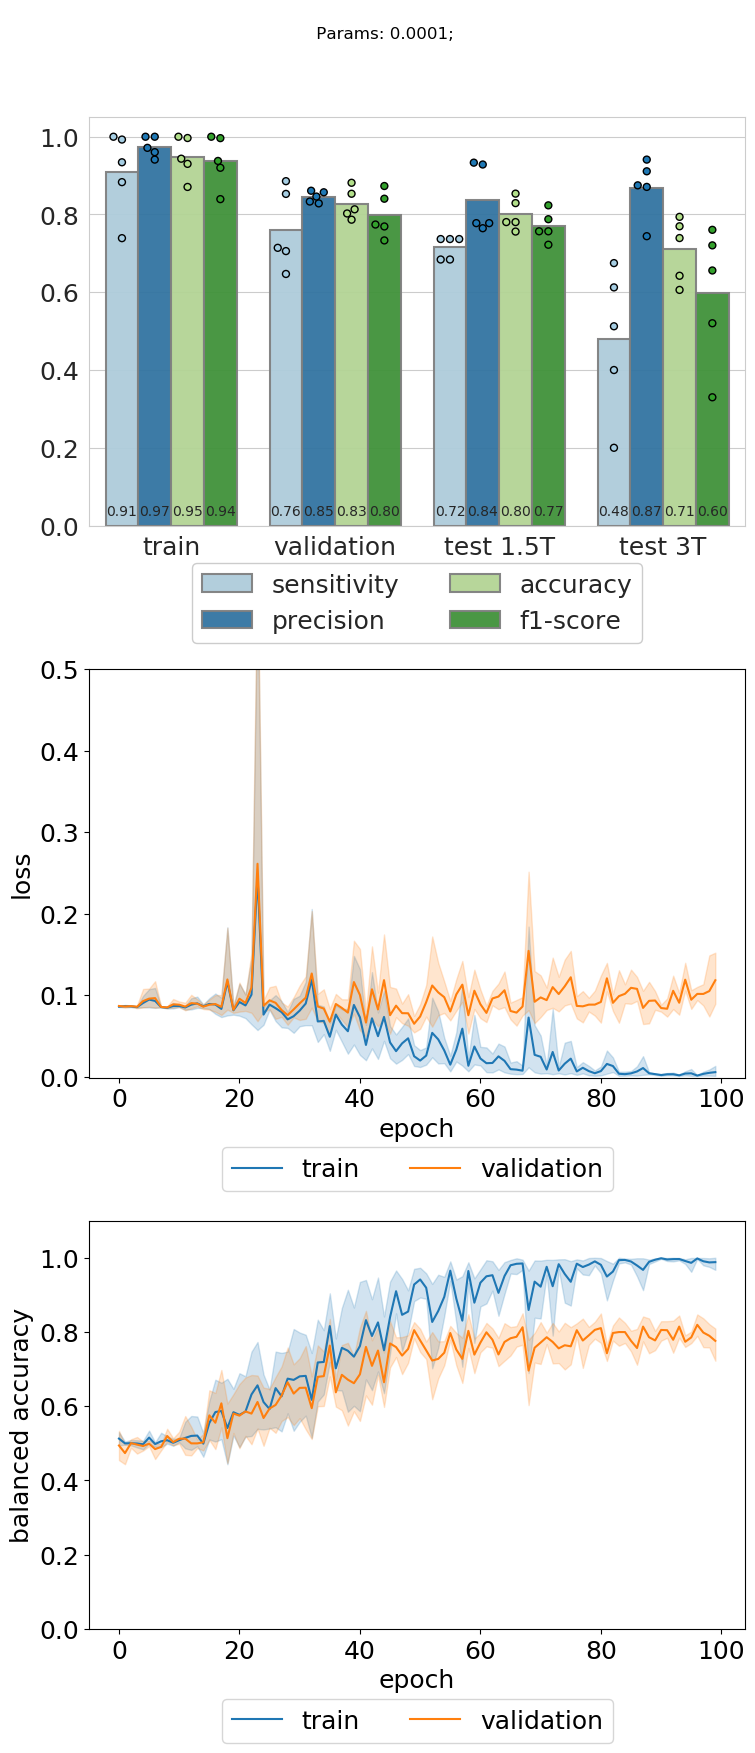 Params: 0.0001;
1.0
0.8
0.6
0.4
0.2
0.0
0.91 0.97 0.95 0.94 0.76 0.85 0.83 0.80 0.72 0.84 0.80 0.77 0.48 0.87 0.71 0.60
train validation test 1.5T test 3T
sensitivity accuracy
precision f1-score
0.5
0.4
0.3
0.2
0.1
0.0
loss
0 20 40 60 80 100
epoch
train validation
1.0
0.8
0.6
0.4
0.2
0.0
balanced accuracy
0 20 40 60 80 100
epoch
train validation